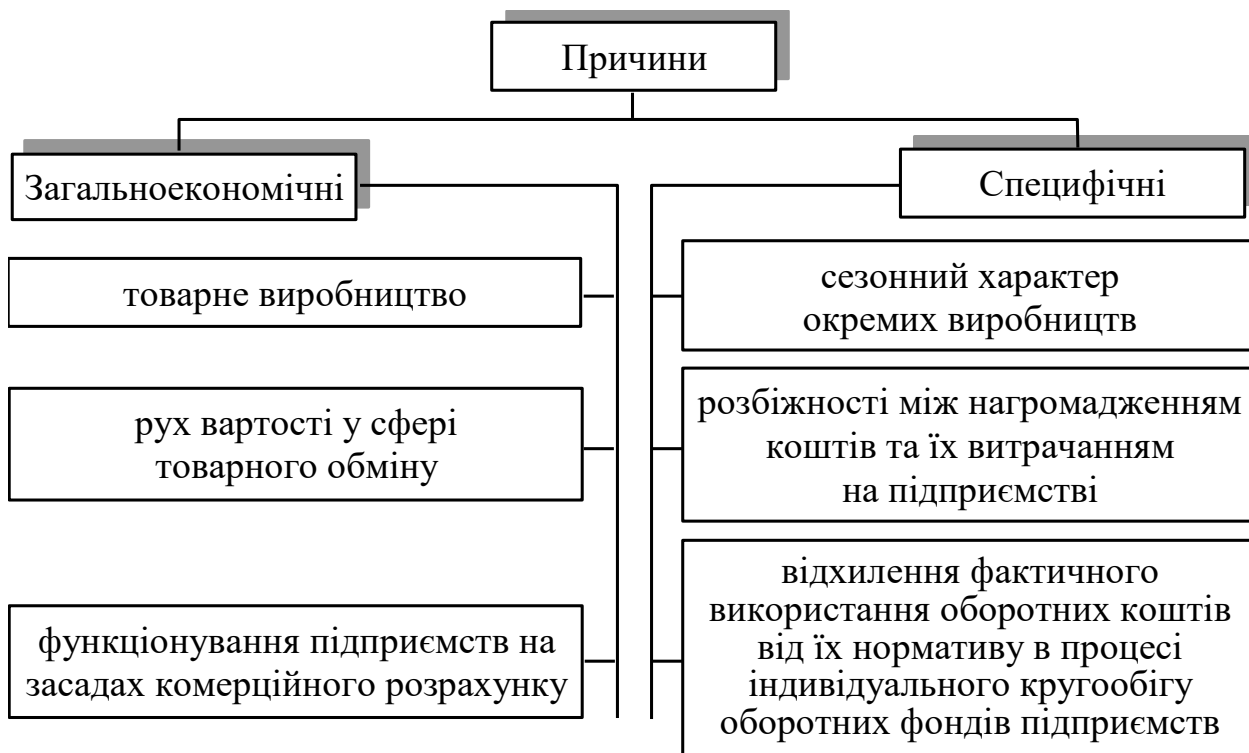 Причини
Загальноекономічні
Специфічні
товарне виробництво
сезонний характер
окремих виробництв
рух вартості у сфері
товарного обміну
розбіжності між нагромадженням
коштів та їх витрачанням
на підприємстві
функціонування підприємств на
засадах комерційного розрахунку
відхилення фактичного
використання оборотних коштів
від їх нормативу в процесі
індивідуального кругообігу
оборотних фондів підприємств